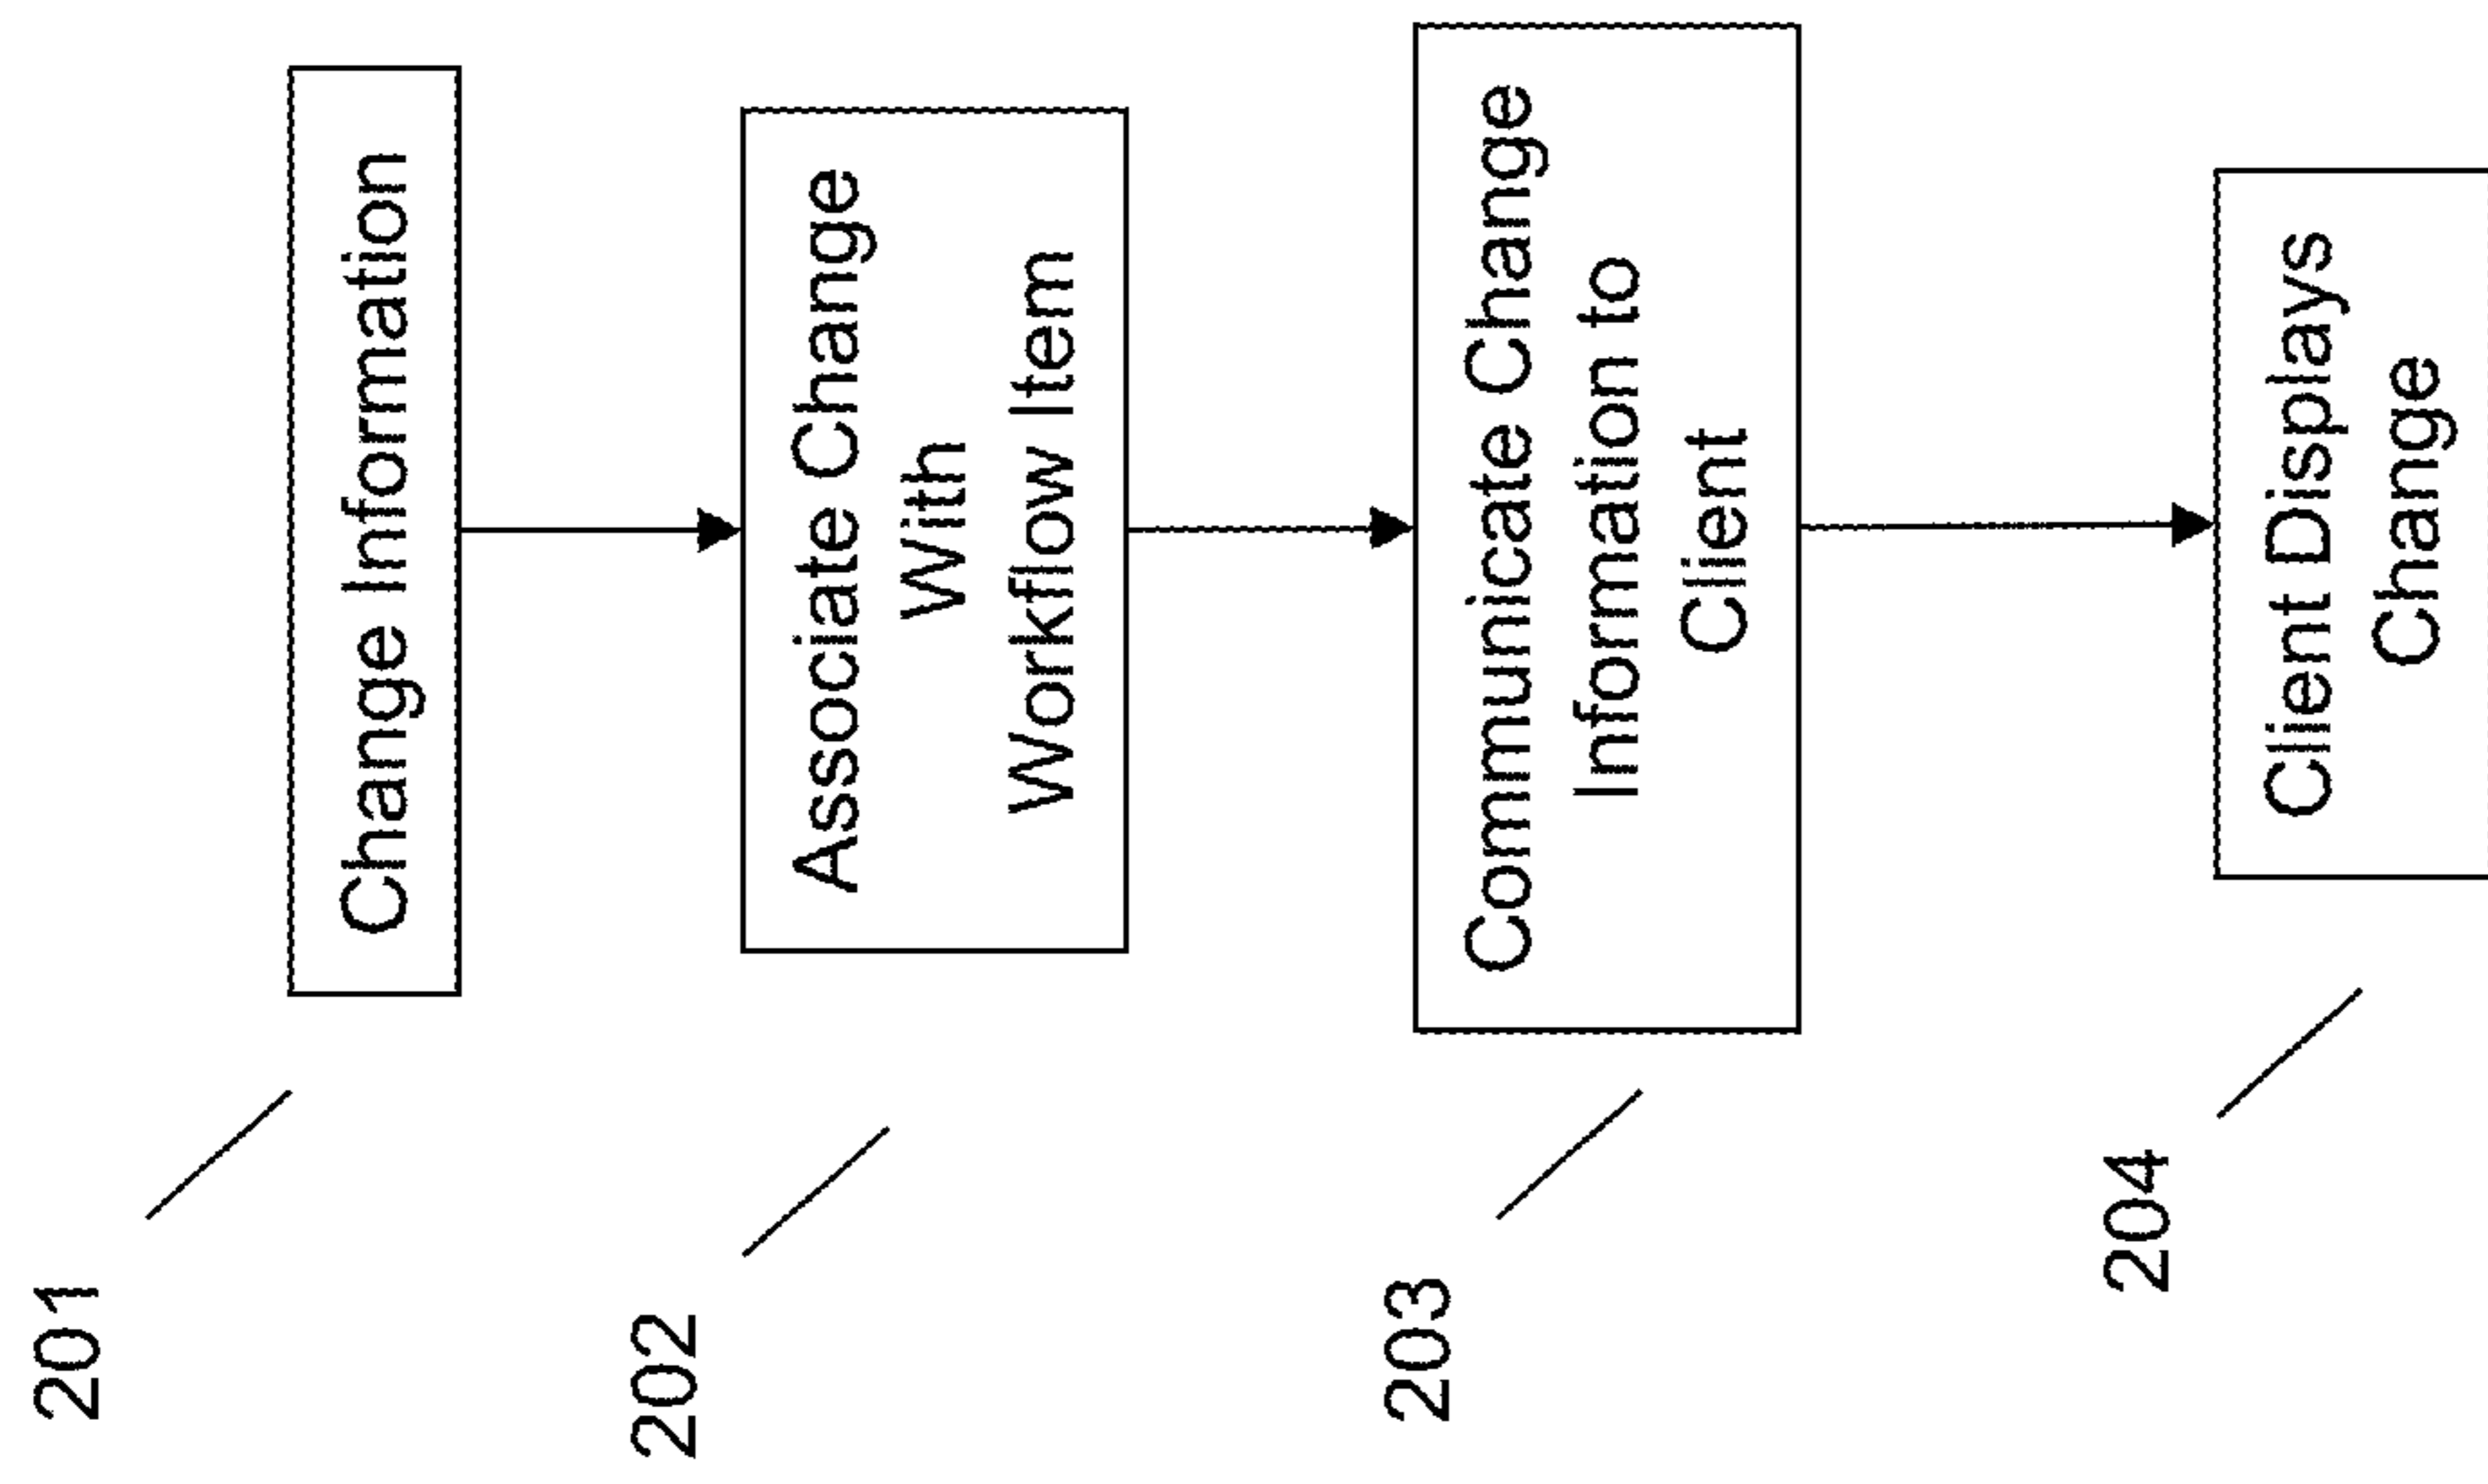 201
Change Information
202
Associate Change
With
Workflow Item
203
Communicate Change
Information to
Client
204
Client Displays
Change